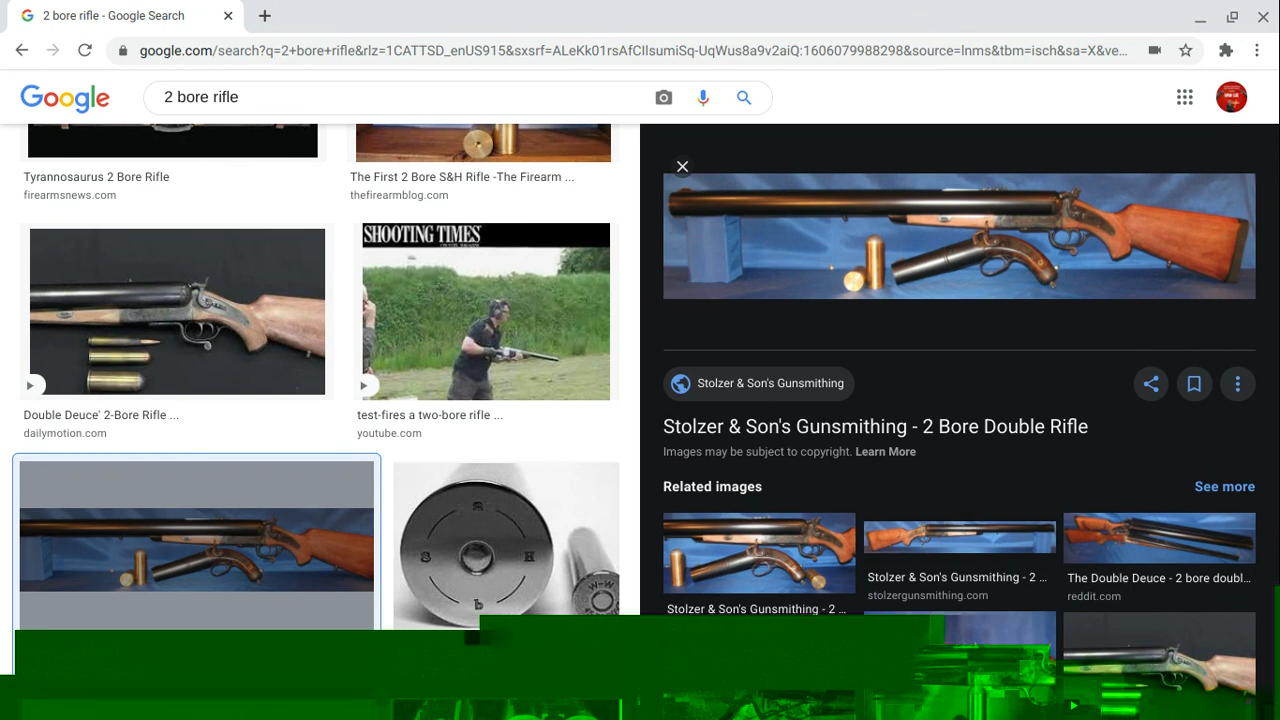 2 bore rifle - Google Search
google.com/search?q=2+bore+rifle&rlz=1CATTSD_enUS915&sxsrf=ALeKk01rsAfCIIsumiSq-UqWus8a9v2aiQ:1606079988298&source=lnms&tbm=isch&sa=X&ve...
Google
2 bore rifle
Tyrannosaurus 2 Bore Rifle
firearmsnews.com
The First 2 Bore S&H Rifle -The Firearm ...
thefirearmblog.com
SHOOTING TIMES
Double Deuce' 2-Bore Rifle ...
dailymotion.com
test-fires a two-bore rifle ...
youtube.com
S H b
W-W
Stolzer & Son's Gunsmithing
Stolzer & Son's Gunsmithing - 2 Bore Double Rifle
Images may be subject to copyright. Learn More
Related images
See more
Stolzer & Son's Gunsmithing - 2 ...
Stolzer & Son's Gunsmithing - 2 ...
stolzergunsmithing.com
The Double Deuce - 2 bore doubl...
reddit.com